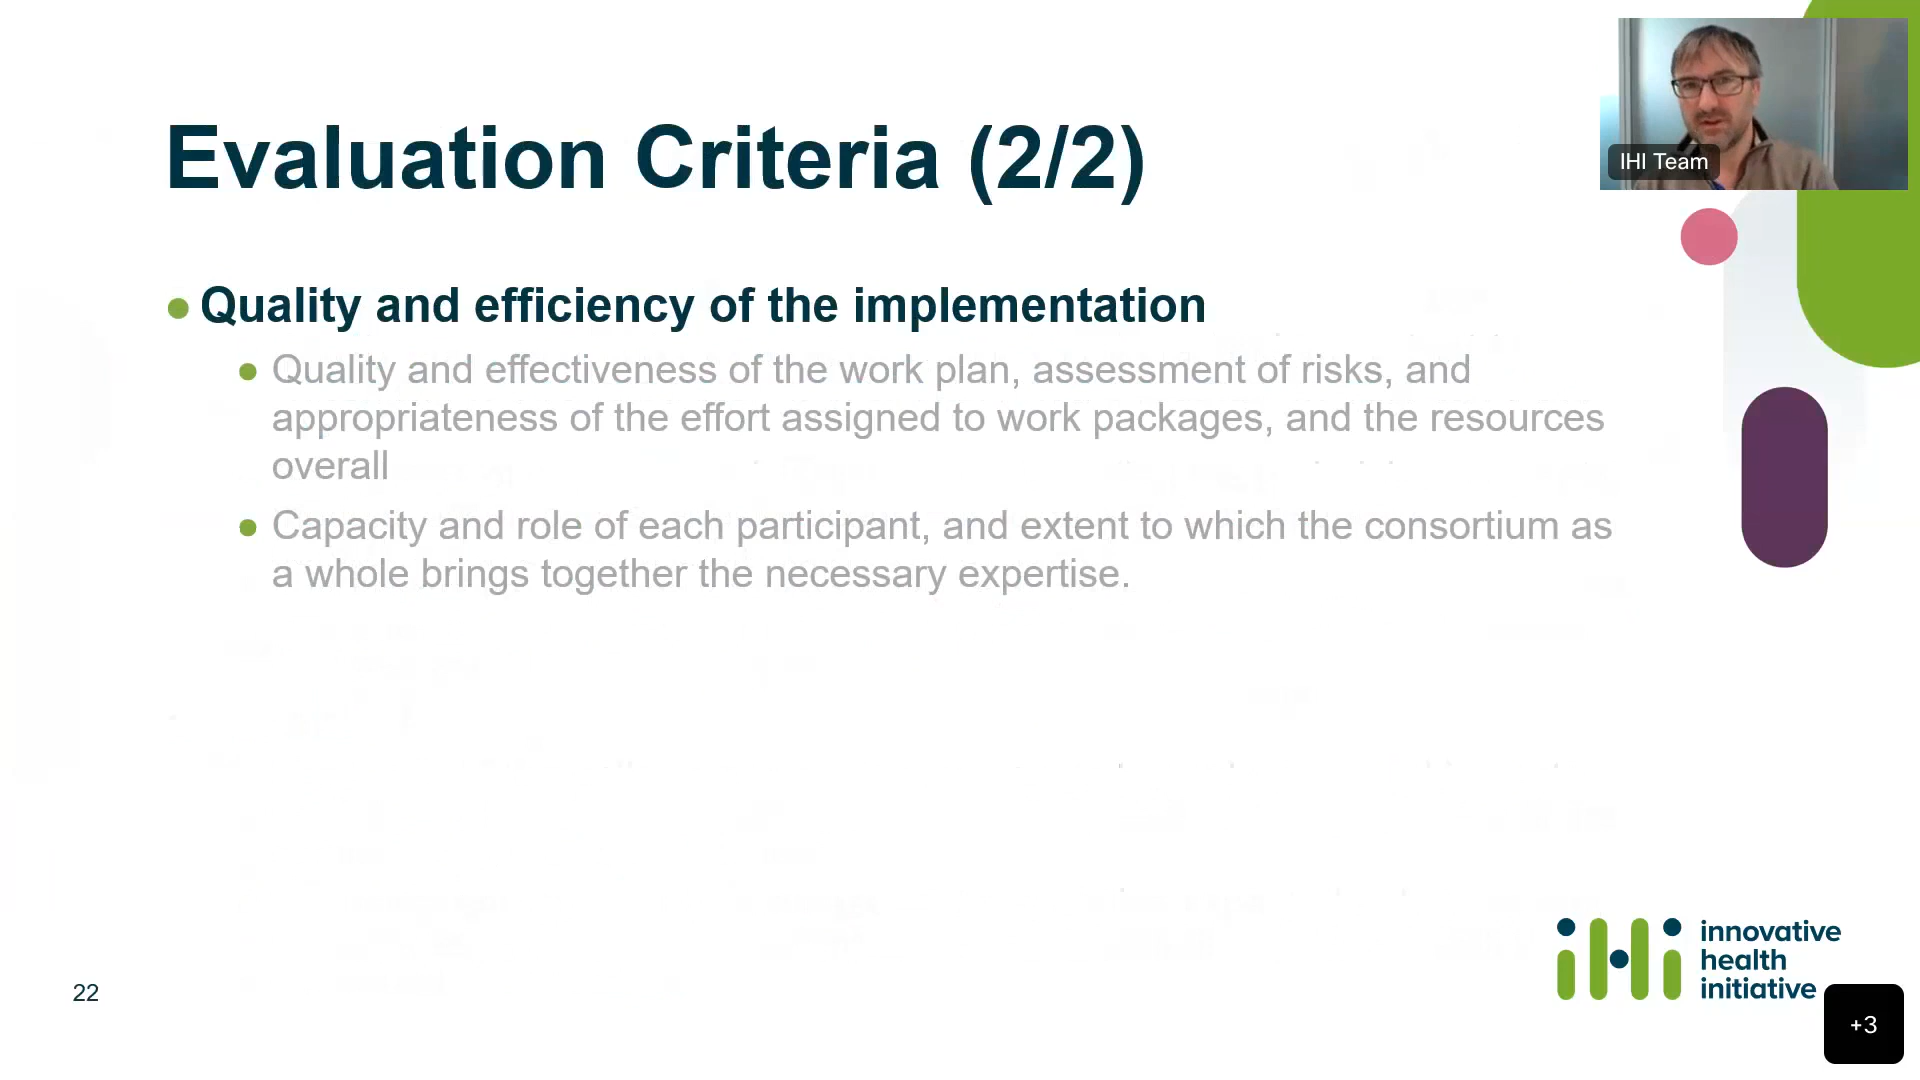 IHI Team
Evaluation Criteria (2/2)
Quality and efficiency of the implementation
Quality and effectiveness of the work plan, assessment of risks, and
appropriateness of the effort assigned to work packages, and the resources
overall
Capacity and role of each participant, and extent to which the consortium as
a whole brings together the necessary expertise.
22
iHi
innovative
health
initiative
+3